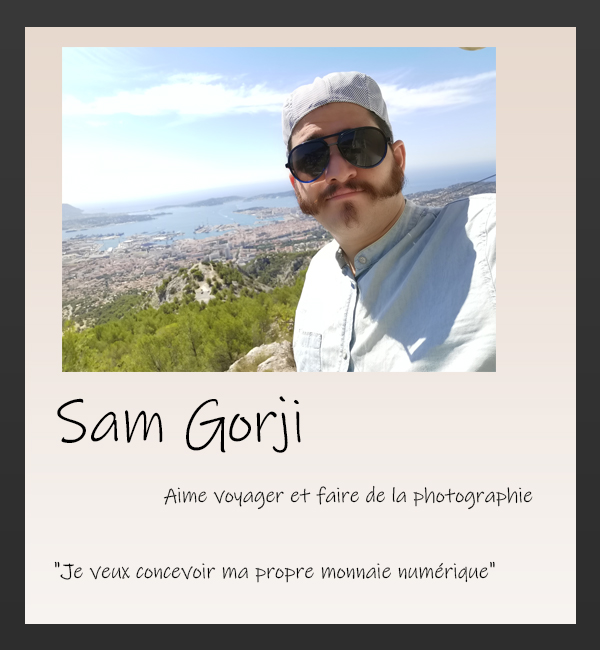 Sam Gorji
Aime voyager et faire de la photographie
"Je veux concevoir ma propre monnaie numérique"